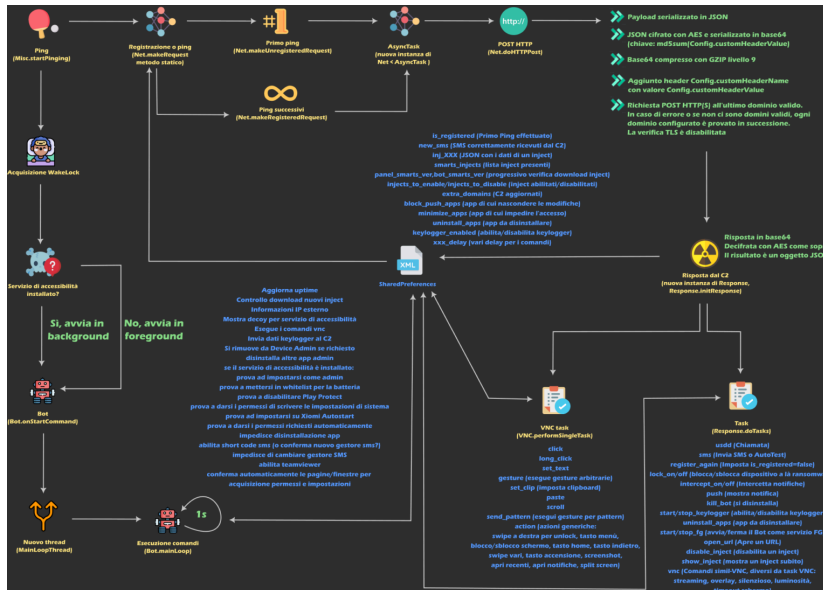 Ping
(Misc.startPinging)
Registrazione o ping
(Net.makeRequest
metodo statico)
Primo ping
(Net.makeUnregisteredRequest)
Ping successivi
(Net.makeRegisteredRequest)
AsyncTask
(nuova instanza di
Net < AsyncTask )
http://
POST HTTP
(Net.doHTTPPost)
Payload serializzato in JSON
JSON cifrato con AES e serializzato in base64
(chiave: md5sum(Config.customHeaderValue)
Base64 compresso con GZIP livello 9
Aggiunto header Config.customHeaderName
con valore Config.customHeaderValue
Richiesta POST HTTP(S) all'ultimo dominio valido.
In caso di errore o se non ci sono domini validi, ogni
dominio configurato è provato in successione.
La verifica TLS è disabilitata
Acquisizione WakeLock
Servizio di accessibilità
installato?
Si, avvia in
background
No, avvia in
foreground
Bot
(Bot.onStartCommand)
Nuovo thread
(MainLoopThread)
1s
Esecuzione comandi
(Bot.mainLoop)
is_registered (Primo Ping effettuato)
new_sms (SMS correttamente ricevuti dal C2)
inj_XXX (JSON con i dati di un inject)
smarts_injects (lista inject presenti)
panel_smarts_ver,bot_smarts_ver (progressivo verifica download inject)
injects_to_enable/injects_to_disable (inject abilitati/disabilitati)
extra_domains (C2 aggiornati)
block_push_apps (app di cui nascondere le modifiche)
minimize_apps (app di cui impedire l'accesso)
uninstall_apps (app da disinstallare)
keylogger_enabled (abilita/disabilita keylogger)
xxx_delay (vari delay per i comandi)
XML
SharedPreferences
Risposta in base64
Decifrata con AES come sop
Il risultato è un oggetto JSO
Risposta dal C2
(nuova instanza di Response,
Response.initResponse)
Aggiorna uptime
Controllo download nuovi inject
Informazioni IP esterno
Mostra decoy per servizio di accessibilità
Esegue i comandi vnc
Invia dati keylogger al C2
Si rimuove da Device Admin se richiesto
disinstalla altre app admin
se il servizio di accessibilità è installato:
prova ad impostarsi come admin
prova a mettersi in whitelist per la batteria
prova a disabilitare Play Protect
prova a darsi i permessi di scrivere le impostazioni di sistema
prova ad impostarsi su Xiomi Autostart
prova a darsi i permessi richiesti automaticamente
impedisce disinstallazione app
abilita short code sms (o conferma nuovo gestore sms?)
impedisce di cambiare gestore SMS
abilita teamviewer
conferma automaticamente le pagine/finestre per
acquisizione permessi e impostazioni
VNC task
(VNC.performSingleTask)
click
long_click
set_text
gesture (esegui gesture arbitrarie)
set_clip (imposta clipboard)
paste
scroll
send_pattern (esegui gesture per pattern)
action (azioni generiche:
swipe a destra per unlock, tasto menù,
blocco/sblocco schermo, tasto home, tasto indietro,
swipe vari, tasto accensione, screenshot,
apri recenti, apri notifiche, split screen)
Task
(Response.doTasks)
usdd (Chiamata)
sms (Invia SMS o AutoTest)
register_again (Imposta is_registered=false)
lock_on/off (blocca/sblocca dispositivo a là ransomw
intercept_on/off (Intercetta notifiche)
push (mostra notifica)
kill_bot (si disinstalla)
start/stop_keylogger (abilita/disabilita keylogger
uninstall_apps (app da disinstallare)
start/stop_fg (avvia/ferma il Bot come servizio FG
open_url (Apre un URL)
disable_inject (disabilita un inject)
show_inject (mostra un inject subito)
vnc (Comandi simil-VNC, diversi da task VNC:
streaming, overlay, silenzioso, luminosità,